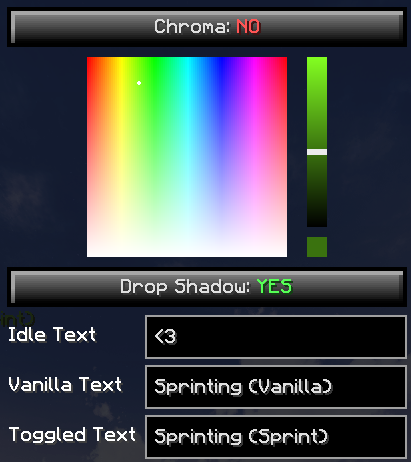 Chroma: NO
Drop Shadow: YES
Idle Text
<3
Vanilla Text
Sprinting (Vanilla)
Toggled Text
Sprinting (Sprint)